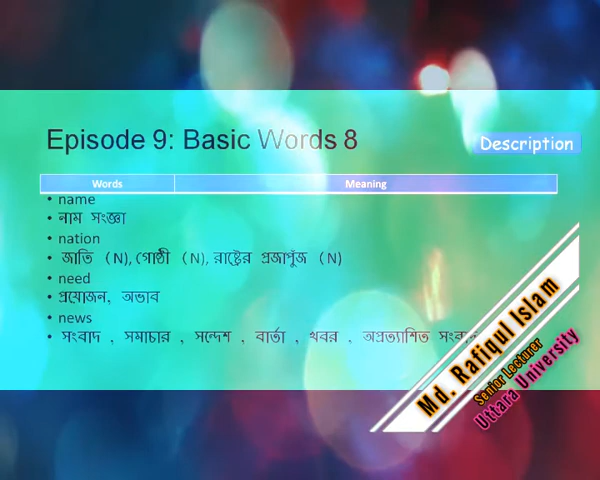 Episode 9: Basic Words 8
Description
Words Meaning
• name
• নাম সংজ্ঞা
• nation
• জাতি (N), গোষ্ঠী (N), রাষ্ট্রের প্রজাপুঁজ (N)
• need
• প্রয়োজন, অভাব
• news
• সংবাদ , সমাচার , সন্দেশ , বার্তা , খবর , অপ্রত্যাশিত
Md. Rafiqul Islam
Senior Lecturer
Uttara University